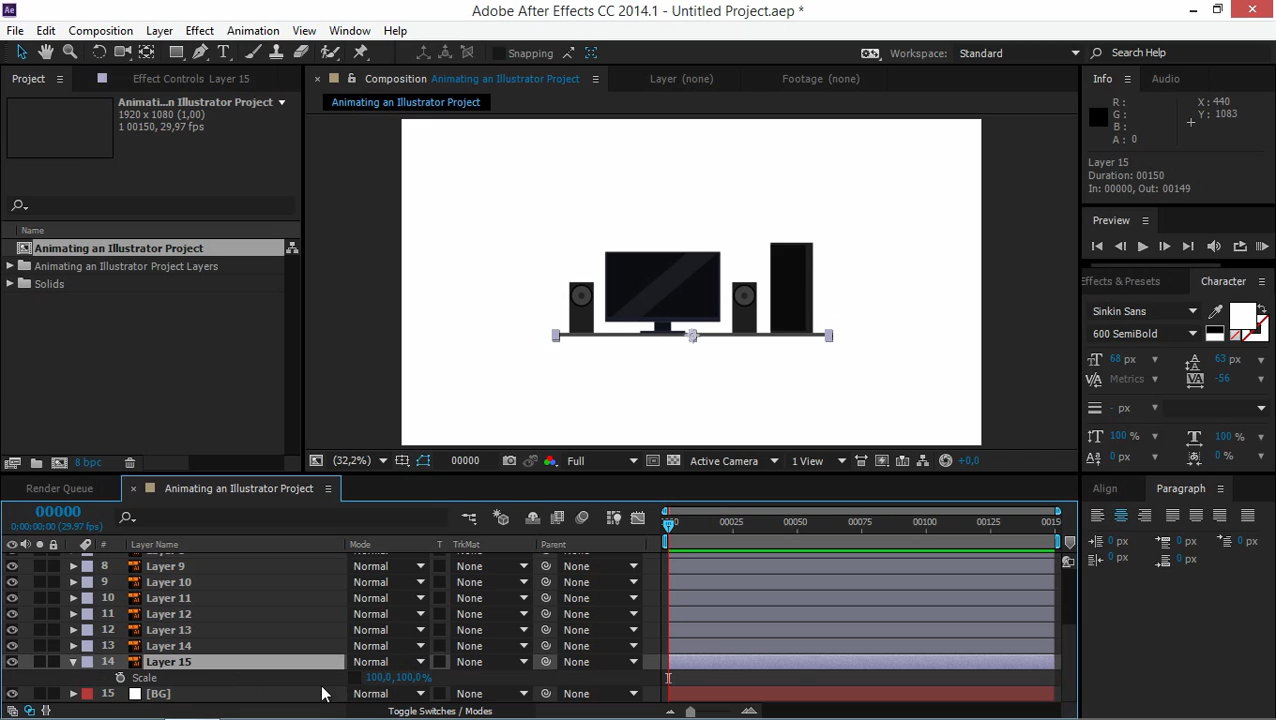 Adobe After Effects CC 2014.1 - Untitled Project.aep *
File Edit Composition Layer Effect Animation View Window Help
Snapping Workspace: Standard Search Help
Project Effect Controls Layer 15 Composition Animating an Illustrator Project Layer (none) Footage (none) Info Audio
Animati...n Illustrator Project
1920 x 1080 (1,00)
1 00150, 29,97 fps
Animating an Illustrator Project
R: X: 440
G: Y: 1083
B:
A: 0
Layer 15
Duration: 00150
In: 00000, Out: 00149
Preview
Name
Animating an Illustrator Project
Animating an Illustrator Project Layers
Solids
Effects & Presets Character
Sinkin Sans
600 SemiBold
68 px 63 px
Metrics -56
- px
100 % 100 %
0 px 0 %
8 bpc (32,2%) 00000 Full Active Camera 1 View +0,0
Render Queue Animating an Illustrator Project Align Paragraph
00000
0;00;00;00 (29.97 fps)
00025 00050 00075 00100 00125 0015
# Layer Name Mode T TrkMat Parent
0 px 0 px 0 px
0 px 0 px
8 Layer 9 Normal None None
9 Layer 10 Normal None None
10 Layer 11 Normal None None
11 Layer 12 Normal None None
12 Layer 13 Normal None None
13 Layer 14 Normal None None
14 Layer 15 Normal None None
Scale 100,0, 100,0%
15 [BG] Normal None None
Toggle Switches / Modes